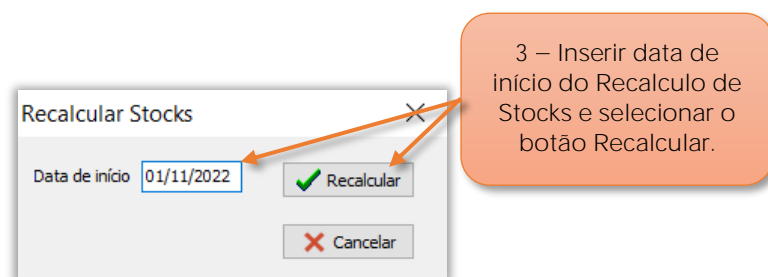 3 – Inserir data de
início do Recalculo de
Stocks e selecionar o
botão Recalcular.
Recalcular Stocks
Data de início 01/11/2022 Recalcular
Cancelar